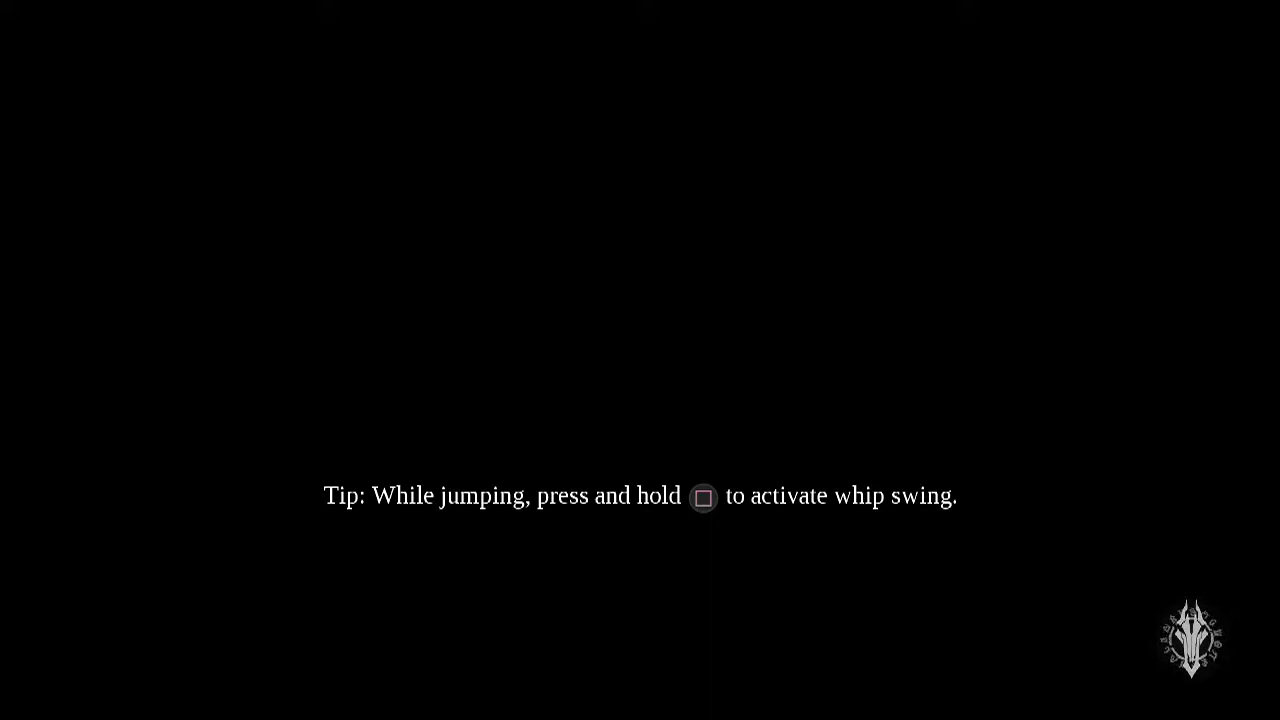 Tip: While jumping, press and hold □ to activate whip swing.